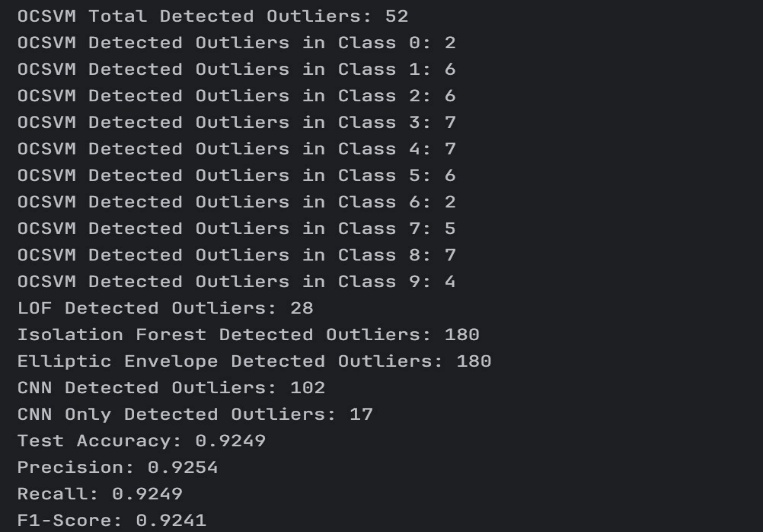 OCSVM Total Detected Outliers: 52
OCSVM Detected Outliers in Class 0: 2
OCSVM Detected Outliers in Class 1: 6
OCSVM Detected Outliers in Class 2: 6
OCSVM Detected Outliers in Class 3: 7
OCSVM Detected Outliers in Class 4: 7
OCSVM Detected Outliers in Class 5: 6
OCSVM Detected Outliers in Class 6: 2
OCSVM Detected Outliers in Class 7: 5
OCSVM Detected Outliers in Class 8: 7
OCSVM Detected Outliers in Class 9: 4
LOF Detected Outliers: 28
Isolation Forest Detected Outliers: 180
Elliptic Envelope Detected Outliers: 180
CNN Detected Outliers: 102
CNN Only Detected Outliers: 17
Test Accuracy: 0.9249
Precision: 0.9254
Recall: 0.9249
F1-Score: 0.9241